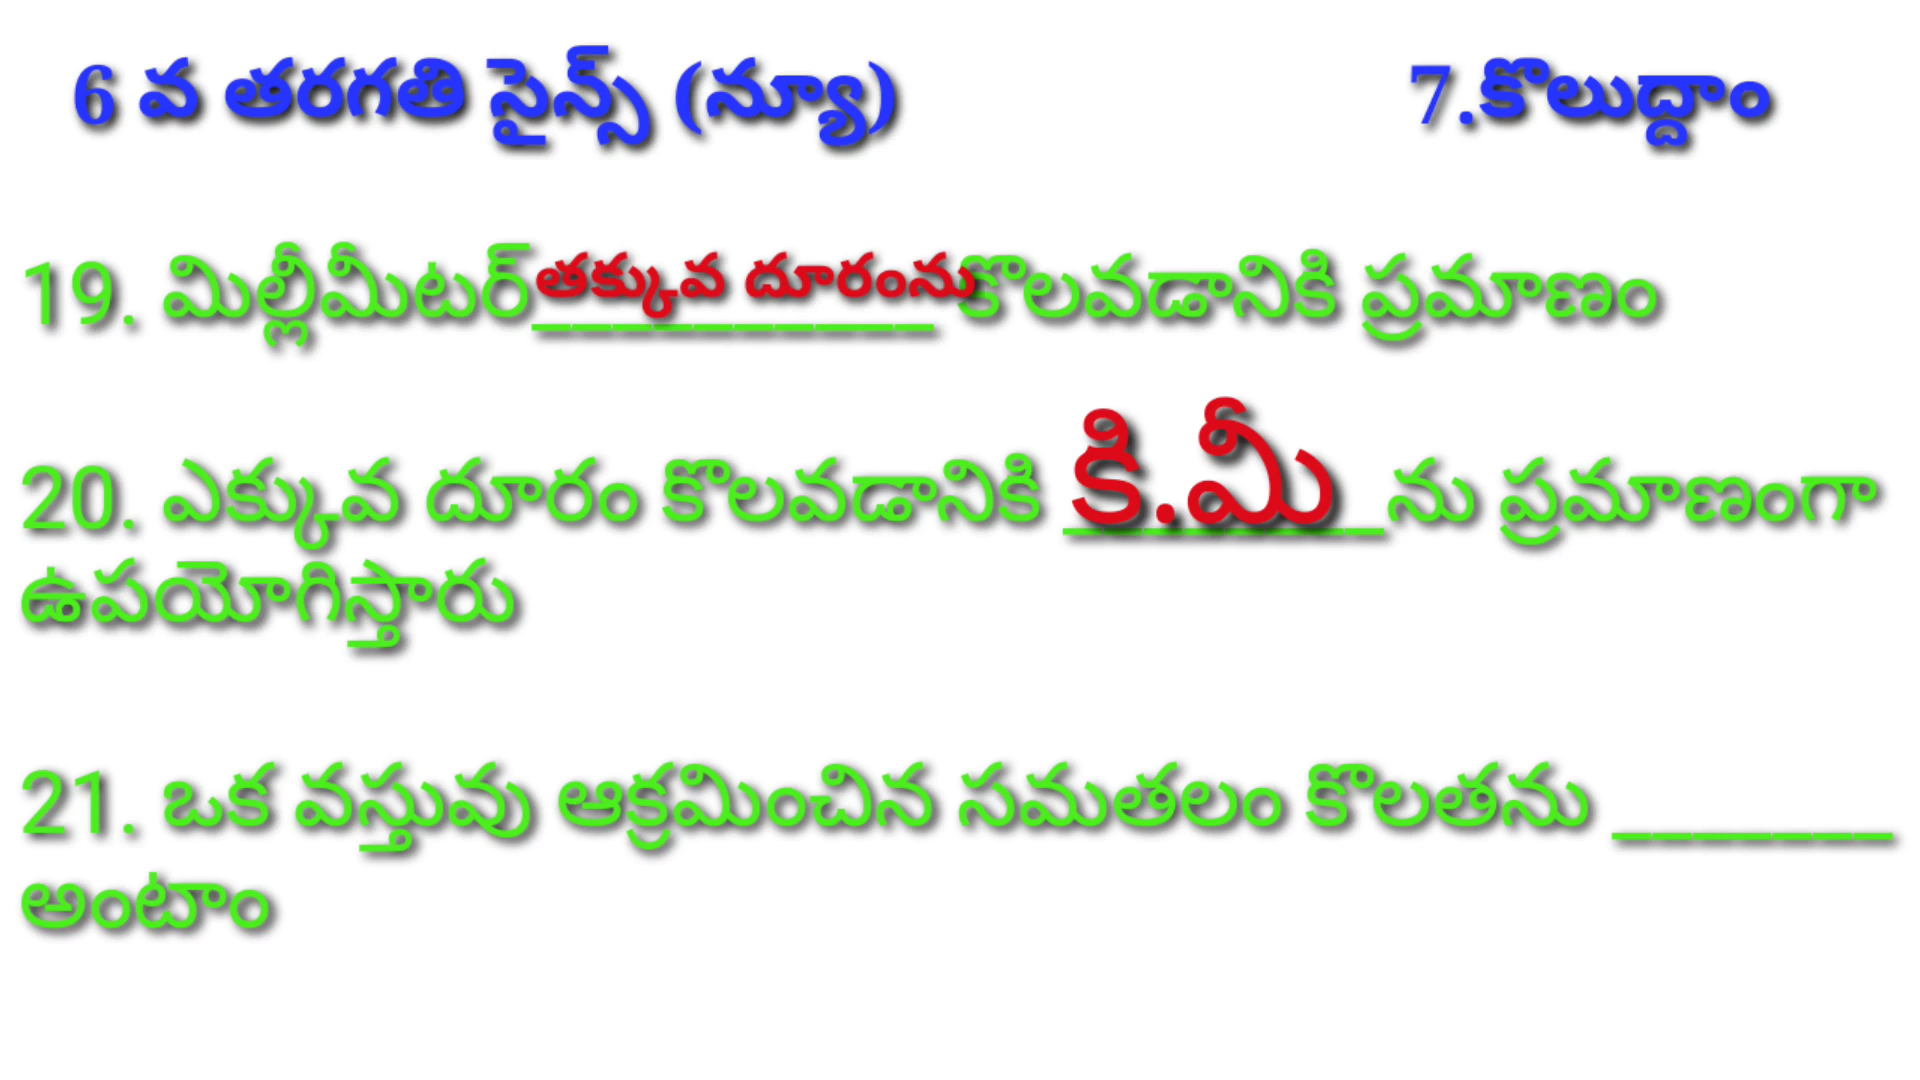 6 వ తరగతి సైన్స్ (న్యూ) 7.కొలుద్దాం
19. మిల్లీమీటర్ తక్కువ దూరంను కొలవడానికి ప్రమాణం
20. ఎక్కువ దూరం కొలవడానికి కి.మీ ను ప్రమాణంగా
ఉపయోగిస్తారు
21. ఒక వస్తువు ఆక్రమించిన సమతలం కొలతను _______
అంటాం